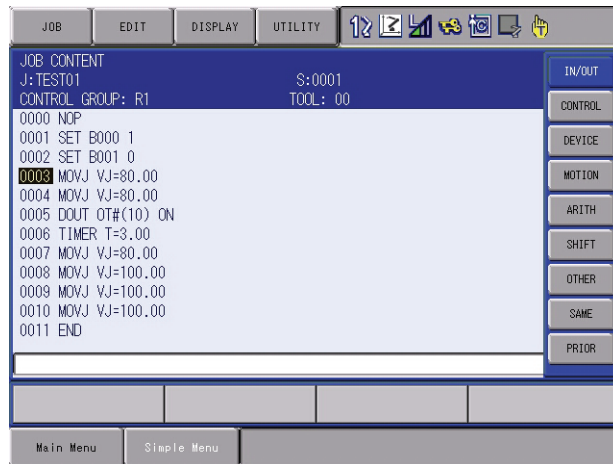 JOB EDIT DISPLAY UTILITY
JOB CONTENT
J:TEST01 S:0001
CONTROL GROUP: R1 TOOL: 00
0000 NOP
0001 SET B000 1
0002 SET B001 0
0003 MOVJ VJ=80.00
0004 MOVJ VJ=80.00
0005 DOUT OT#(10) ON
0006 TIMER T=3.00
0007 MOVJ VJ=80.00
0008 MOVJ VJ=100.00
0009 MOVJ VJ=100.00
0010 MOVJ VJ=100.00
0011 END
IN/OUT
CONTROL
DEVICE
MOTION
ARITH
SHIFT
OTHER
SAME
PRIOR
Main Menu Simple Menu